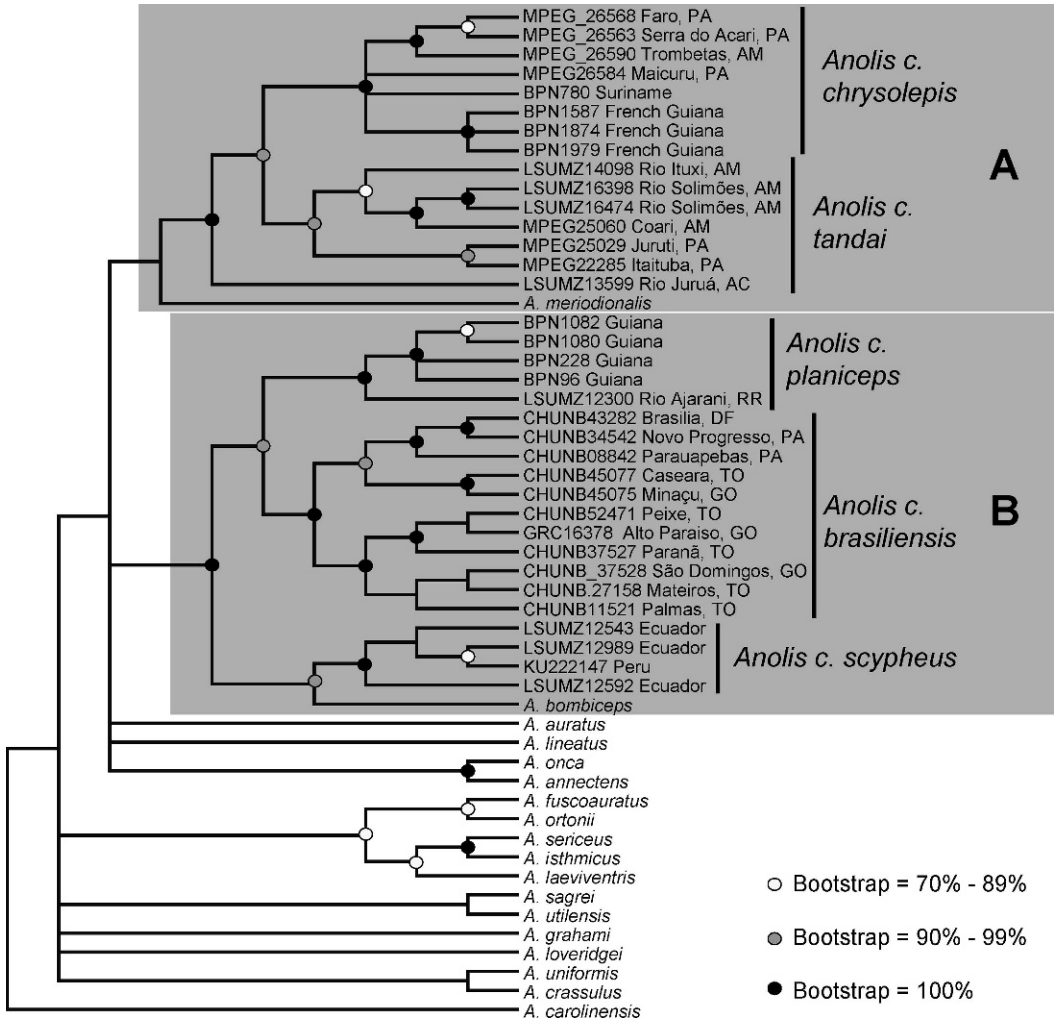 MPEG_26568 Faro, PA
MPEG_26563 Serra do Acari, PA
MPEG_26590 Trombetas, AM
MPEG26584 Maicuru, PA
BPN780 Suriname
BPN1587 French Guiana
BPN1874 French Guiana
BPN1979 French Guiana
Anolis c.
chrysolepis
LSUMZ14098 Rio Ituxi, AM
LSUMZ16398 Rio Solimões, AM
LSUMZ16474 Rio Solimões, AM
MPEG25060 Coari, AM
MPEG25029 Juruti, PA
MPEG22285 Itaituba, PA
LSUMZ13599 Rio Juruá, AC
Anolis c.
tandai
A. meriodionalis
A
BPN1082 Guiana
BPN1080 Guiana
BPN228 Guiana
BPN96 Guiana
LSUMZ12300 Rio Ajarani, RR
Anolis c.
planiceps
CHUNB43282 Brasilia, DF
CHUNB34542 Novo Progresso, PA
CHUNB08842 Parauapebas, PA
CHUNB45077 Caseara, TO
CHUNB45075 Minaçu, GO
CHUNB52471 Peixe, TO
GRC16378 Alto Paraiso, GO
CHUNB37527 Paranã, TO
CHUNB_37528 São Domingos, GO
CHUNB.27158 Mateiros, TO
CHUNB11521 Palmas, TO
Anolis c.
brasiliensis
B
LSUMZ12543 Ecuador
LSUMZ12989 Ecuador
KU222147 Peru
LSUMZ12592 Ecuador
Anolis c. scypheus
A. bombiceps
A. auratus
A. lineatus
A. onca
A. annectens
A. fuscoauratus
A. ortonii
A. sericeus
A. isthmicus
A. laeviventris
A. sagrei
A. utilensis
A. grahami
A. loveridgei
A. uniformis
A. crassulus
A. carolinensis
Bootstrap = 70% - 89%
Bootstrap = 90% - 99%
Bootstrap = 100%